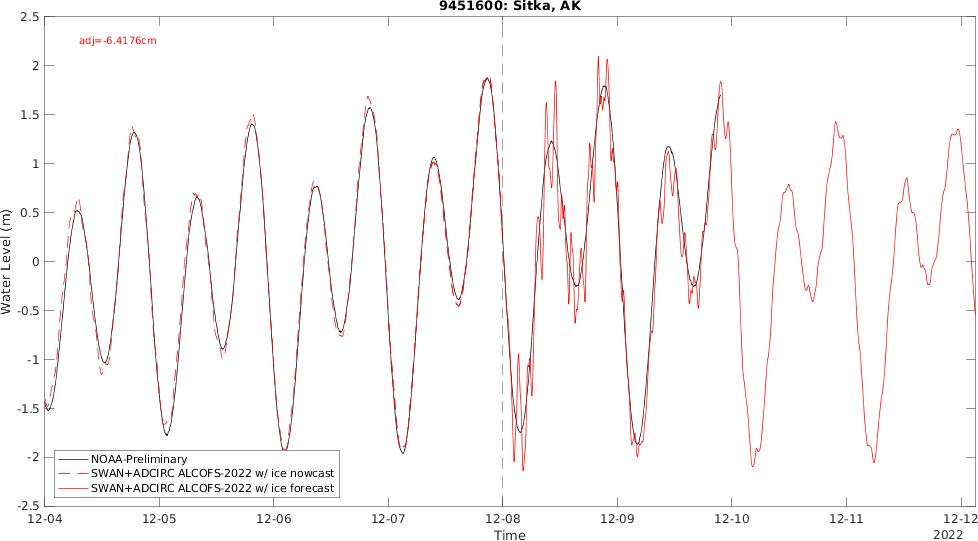 9451600: Sitka, AK
adj=-6.4176cm
Water Level (m)
2.5
2
1.5
1
0.5
0
-0.5
-1
-1.5
-2
-2.5
NOAA-Preliminary
SWAN+ADCIRC ALCOFS-2022 w/ ice nowcast
SWAN+ADCIRC ALCOFS-2022 w/ ice forecast
12-04 12-05 12-06 12-07 12-08 12-09 12-10 12-11 12-12
Time
2022